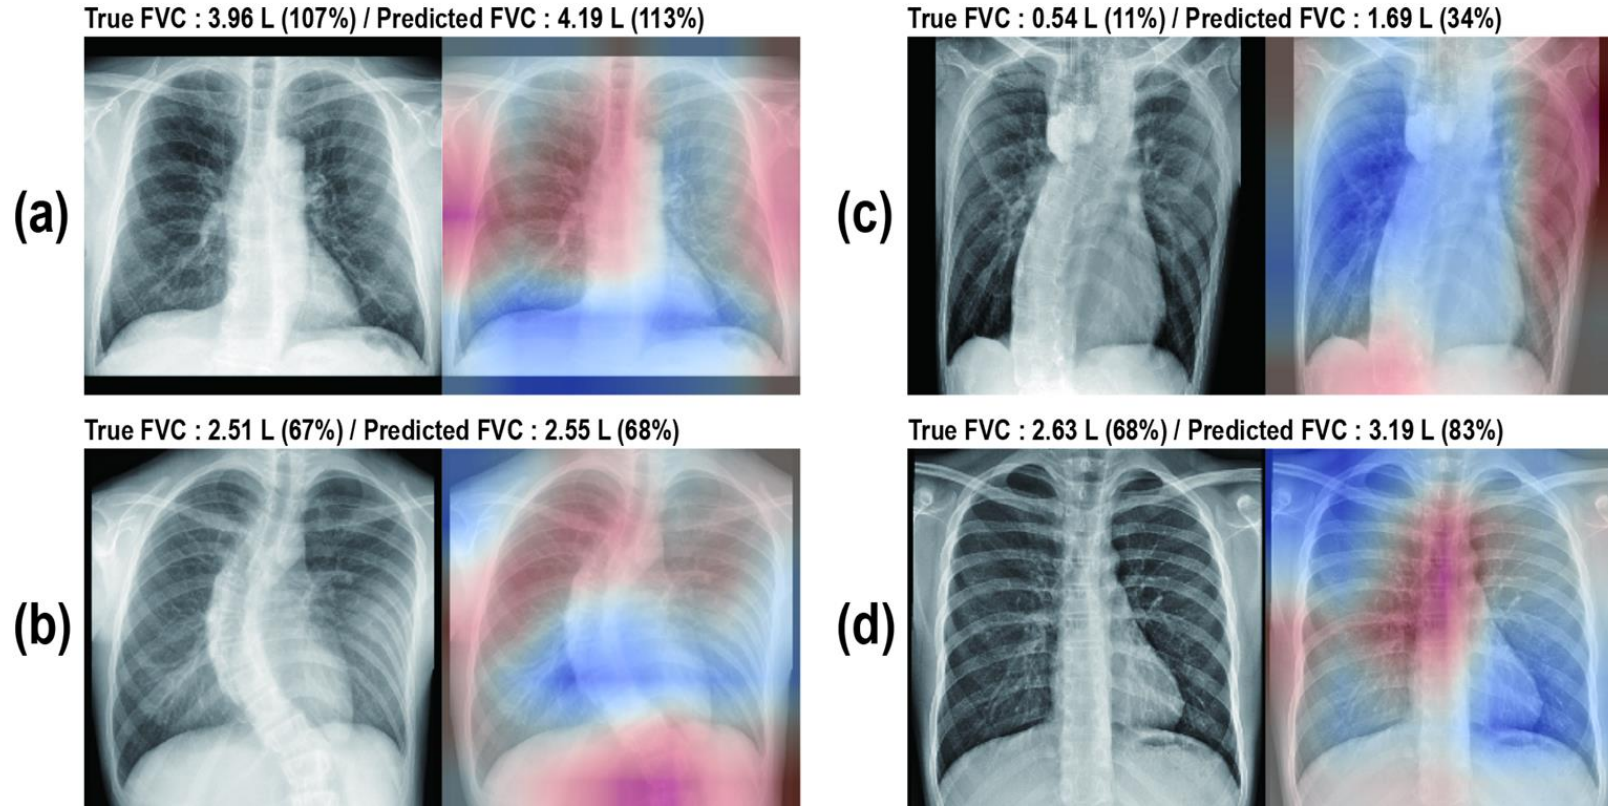 True FVC : 3.96 L (107%) / Predicted FVC : 4.19 L (113%)
(a)
True FVC : 2.51 L (67%) / Predicted FVC : 2.55 L (68%)
(b)
True FVC : 0.54 L (11%) / Predicted FVC : 1.69 L (34%)
(c)
True FVC : 2.63 L (68%) / Predicted FVC : 3.19 L (83%)
(d)